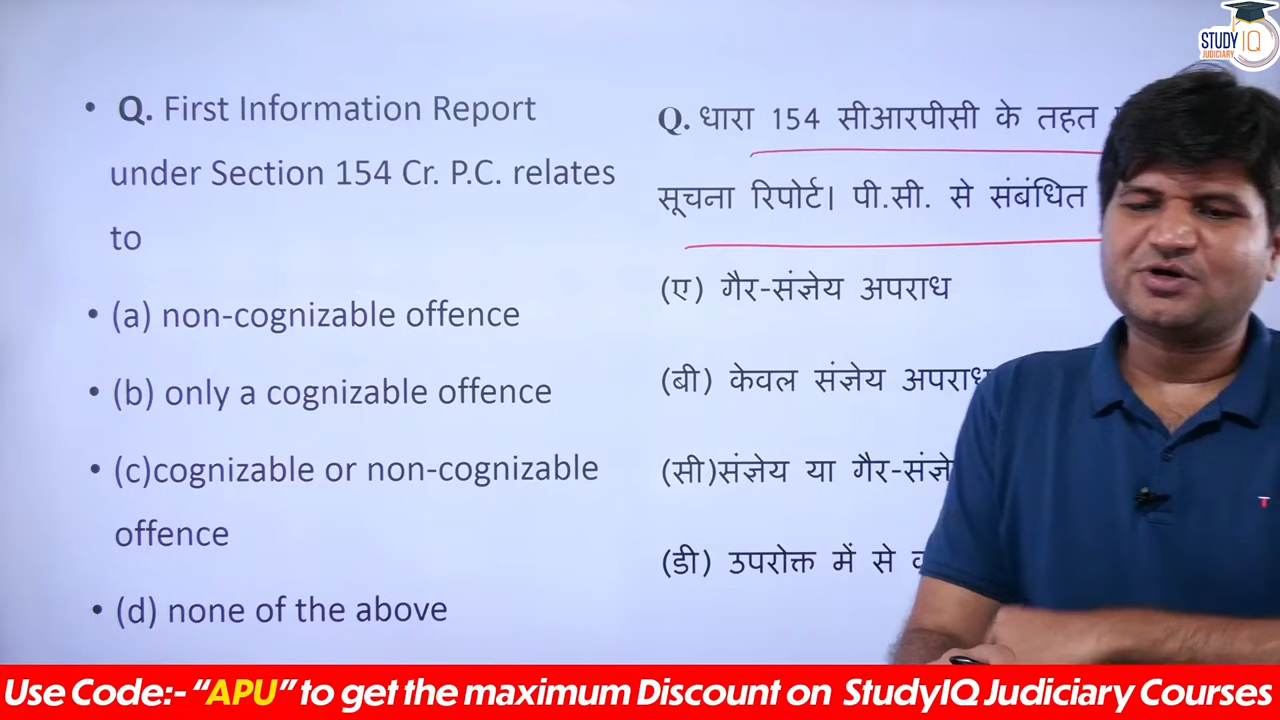 STUDY IQ
JUDICIARY
• Q. First Information Report
under Section 154 Cr. P.C. relates
to
• (a) non-cognizable offence
• (b) only a cognizable offence
• (c)cognizable or non-cognizable
offence
• (d) none of the above
Q. धारा 154 सीआरपीसी के तहत
सूचना रिपोर्ट। पी.सी. से संबंधित
(ए) गैर-संज्ञेय अपराध
(बी) केवल संज्ञेय अपराध
(सी)संज्ञेय या गैर-संज्ञे
(डी) उपरोक्त में से
Use Code:- “APU” to get the maximum Discount on StudyIQ Judiciary Courses